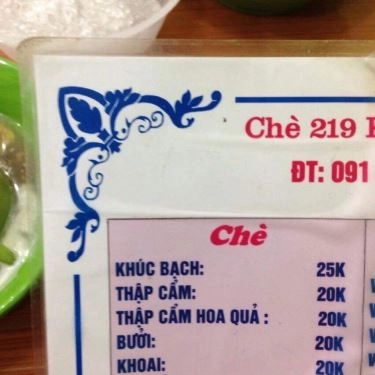 Chè 219
ĐT: 091
Chè
KHÚC BẠCH: 25K
THẬP CẨM: 20K
THẬP CẨM HOA QUẢ : 20K
BƯỞI: 20K
KHOAI: 20K